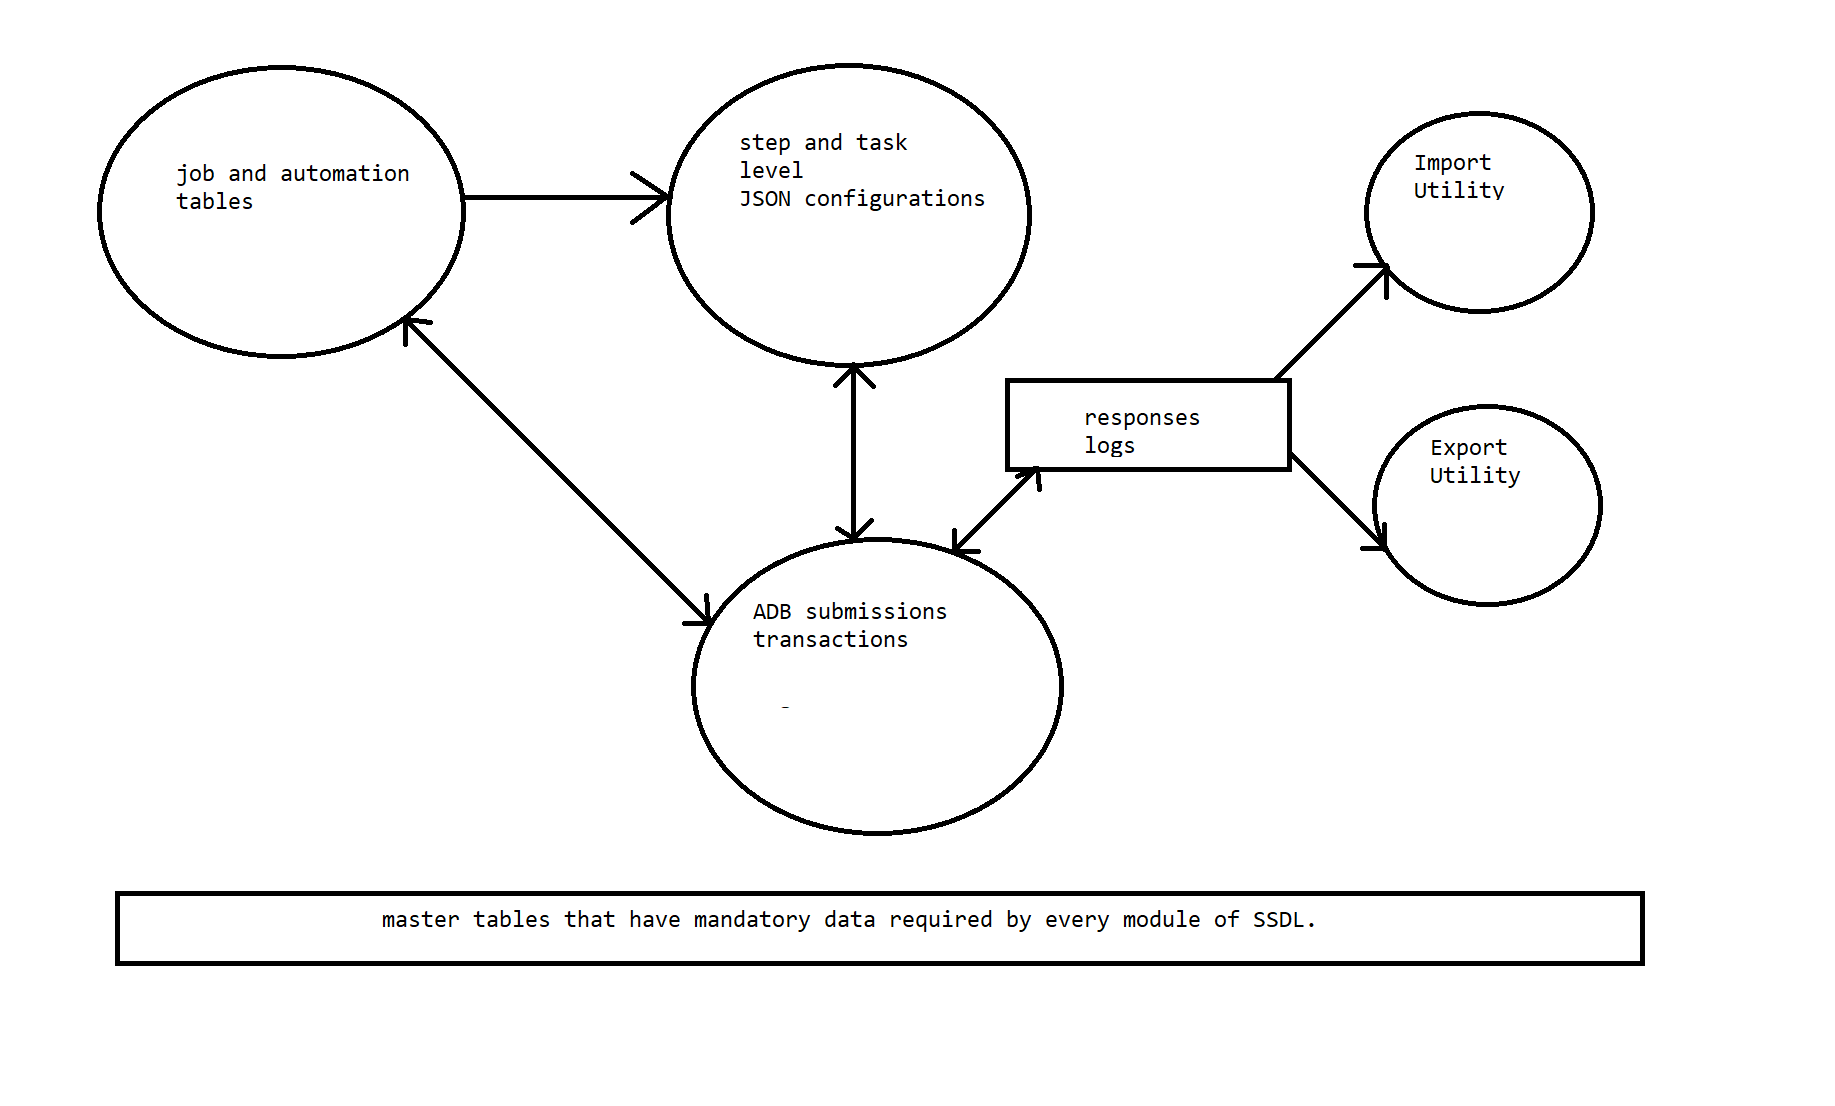 job and automation
tables
step and task
level
JSON configurations
Import
Utility
responses
logs
Export
Utility
ADB submissions
transactions
-
master tables that have mandatory data required by every module of SSDL.